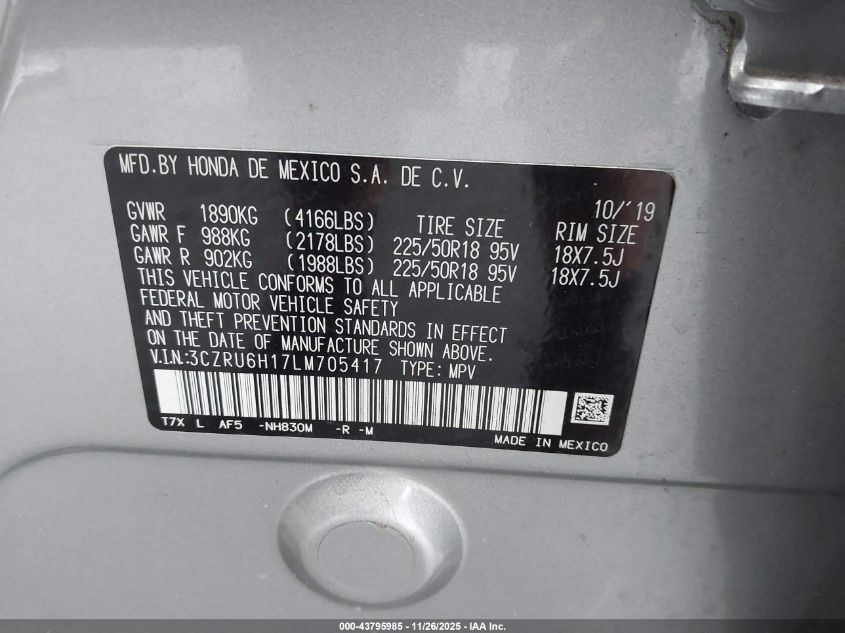 MFD.BY HONDA DE MEXICO S.A. DE C.V.
10/'19
GVWR 1890KG (4166LBS) TIRE SIZE RIM SIZE
GAWR F 988KG (2178LBS) 225/50R18 95V 18X7.5J
GAWR R 902KG (1988LBS) 225/50R18 95V 18X7.5J
THIS VEHICLE CONFORMS TO ALL APPLICABLE
FEDERAL MOTOR VEHICLE SAFETY
AND THEFT PREVENTION STANDARDS IN EFFECT
ON THE DATE OF MANUFACTURE SHOWN ABOVE.
V.I.N.:3CZRU6H17LM705417 TYPE: MPV
T7X L AF5 -NH830M -R -M
MADE IN MEXICO
000-43795985 - 11/26/2025 - IAA Inc.